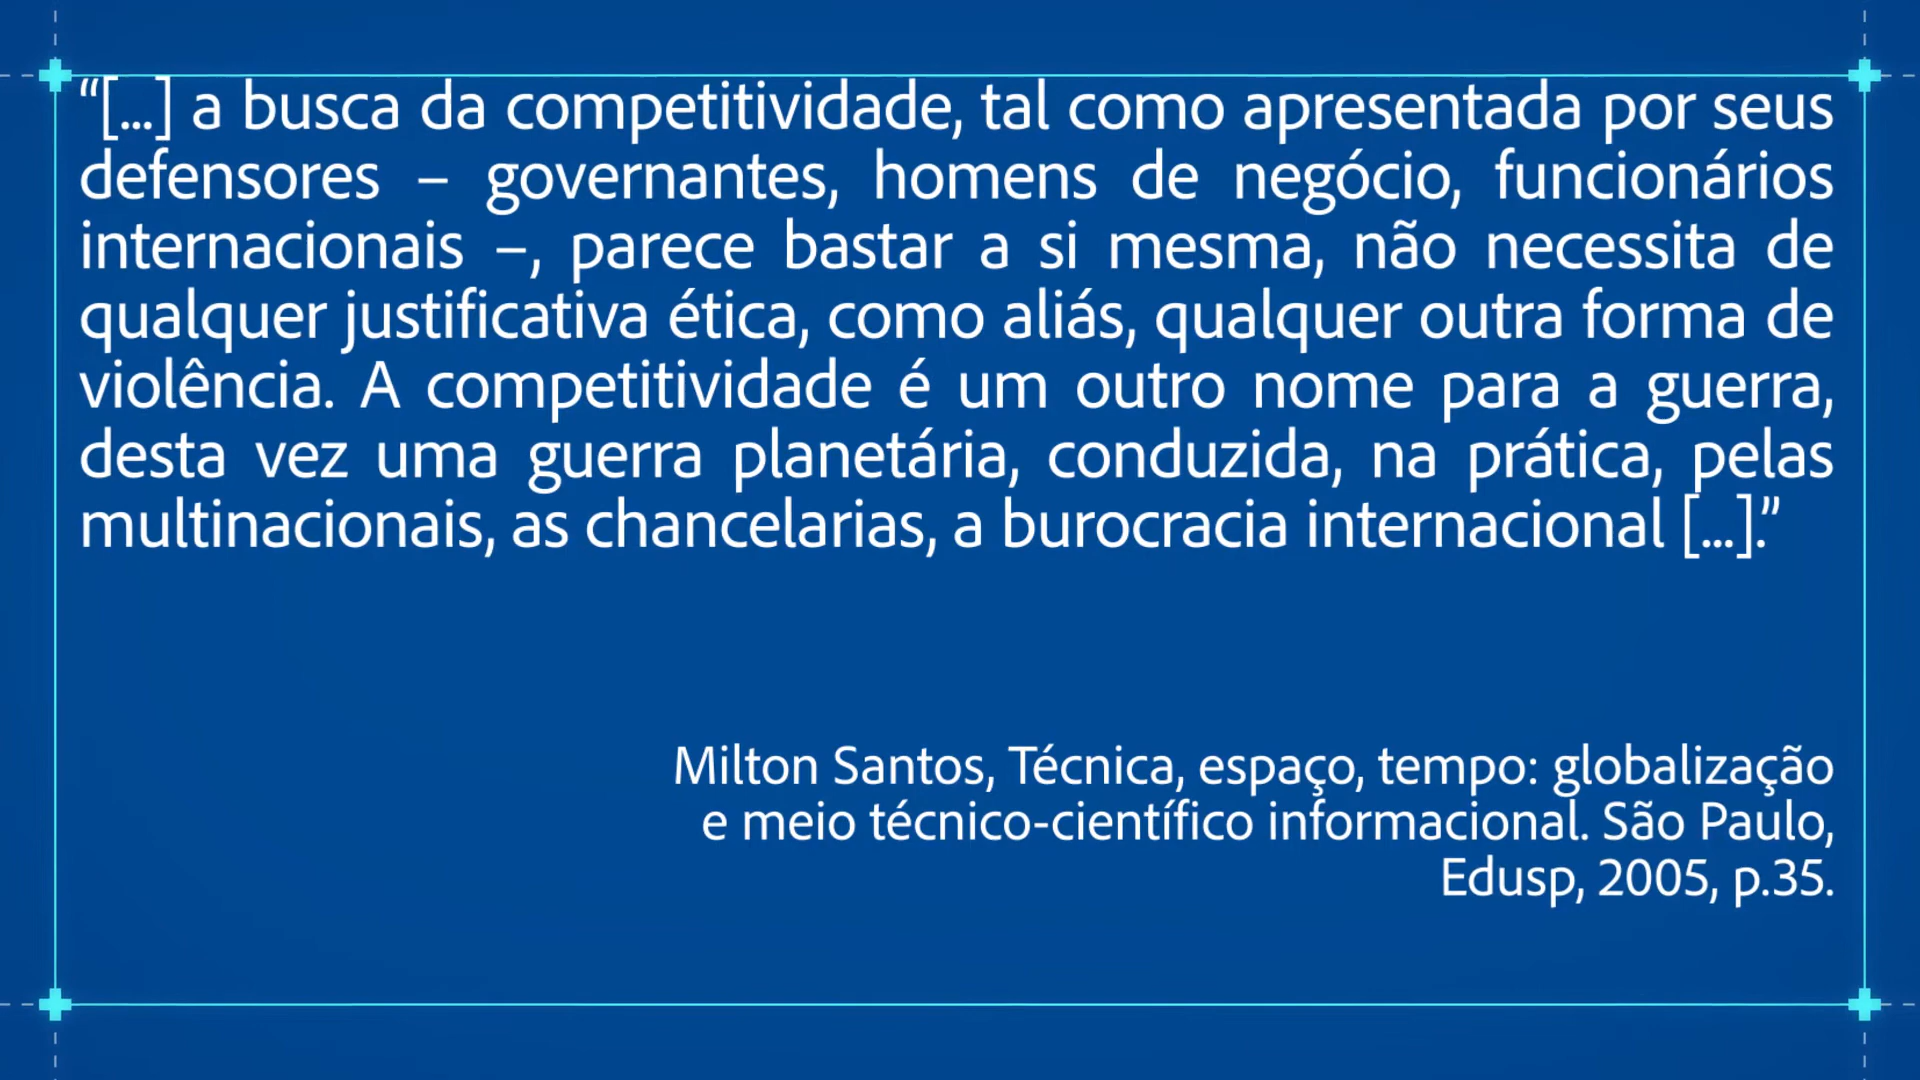 “[...] a busca da competitividade, tal como apresentada por seus
defensores – governantes, homens de negócio, funcionários
internacionais –, parece bastar a si mesma, não necessita de
qualquer justificativa ética, como aliás, qualquer outra forma de
violência. A competitividade é um outro nome para a guerra,
desta vez uma guerra planetária, conduzida, na prática, pelas
multinacionais, as chancelarias, a burocracia internacional [...].”
Milton Santos, Técnica, espaço, tempo: globalização
e meio técnico-científico informacional. São Paulo,
Edusp, 2005, p.35.